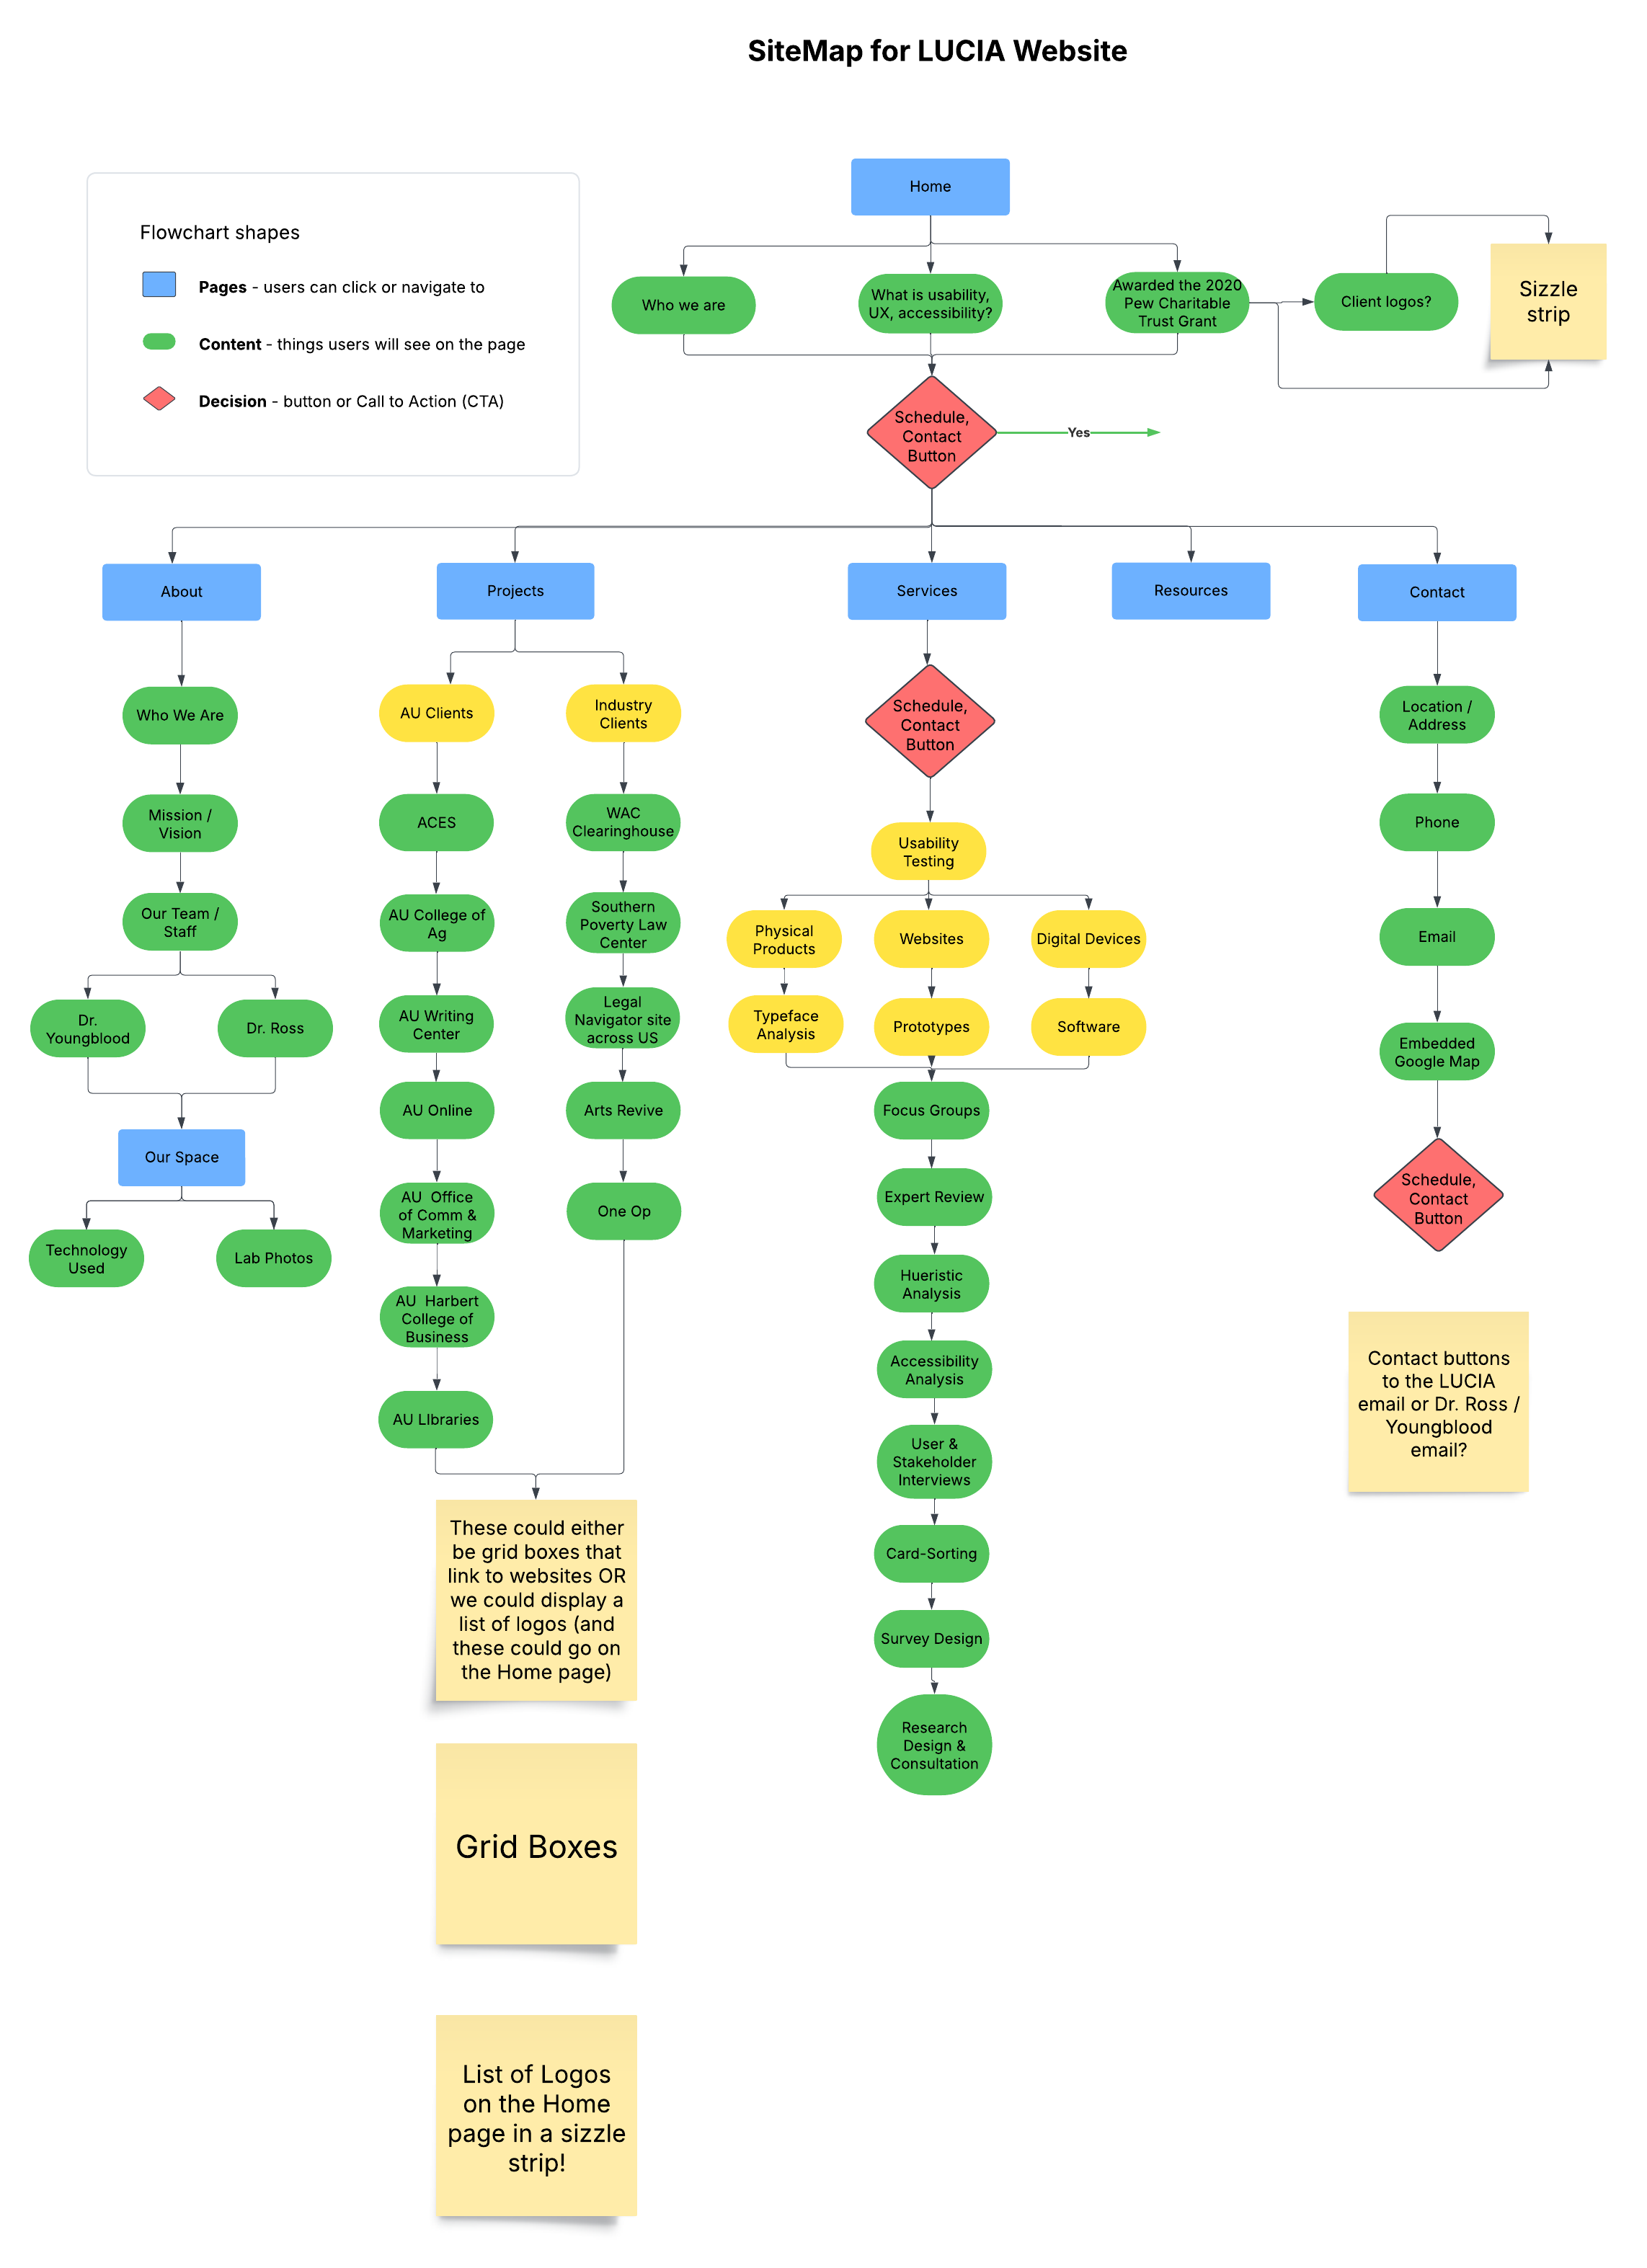 SiteMap for LUCIA Website
Flowchart shapes
Pages - users can click or navigate to
Content - things users will see on the page
Decision - button or Call to Action (CTA)
Home
Who we are
What is usability,
UX, accessibility?
Awarded the 2020
Pew Charitable
Trust Grant
Client logos?
Sizzle
strip
Schedule,
Contact
Button
Yes
About
Projects
Services
Resources
Contact
Who We Are
Mission /
Vision
Our Team /
Staff
Dr.
Youngblood
Dr. Ross
Our Space
Technology
Used
Lab Photos
AU Clients
ACES
AU College of
Ag
AU Writing
Center
AU Online
AU  Office
of Comm &
Marketing
AU  Harbert
College of
Business
AU LIbraries
Industry
Clients
WAC
Clearinghouse
Southern
Poverty Law
Center
Legal
Navigator site
across US
Arts Revive
One Op
These could either
be grid boxes that
link to websites OR
we could display a
list of logos (and
these could go on
the Home page)
Grid Boxes
List of Logos
on the Home
page in a sizzle
strip!
Schedule,
Contact
Button
Usability
Testing
Physical
Products
Websites
Digital Devices
Typeface
Analysis
Prototypes
Software
Focus Groups
Expert Review
Hueristic
Analysis
Accessibility
Analysis
User &
Stakeholder
Interviews
Card-Sorting
Survey Design
Research
Design &
Consultation
Location /
Address
Phone
Email
Embedded
Google Map
Schedule,
Contact
Button
Contact buttons
to the LUCIA
email or Dr. Ross /
Youngblood
email?